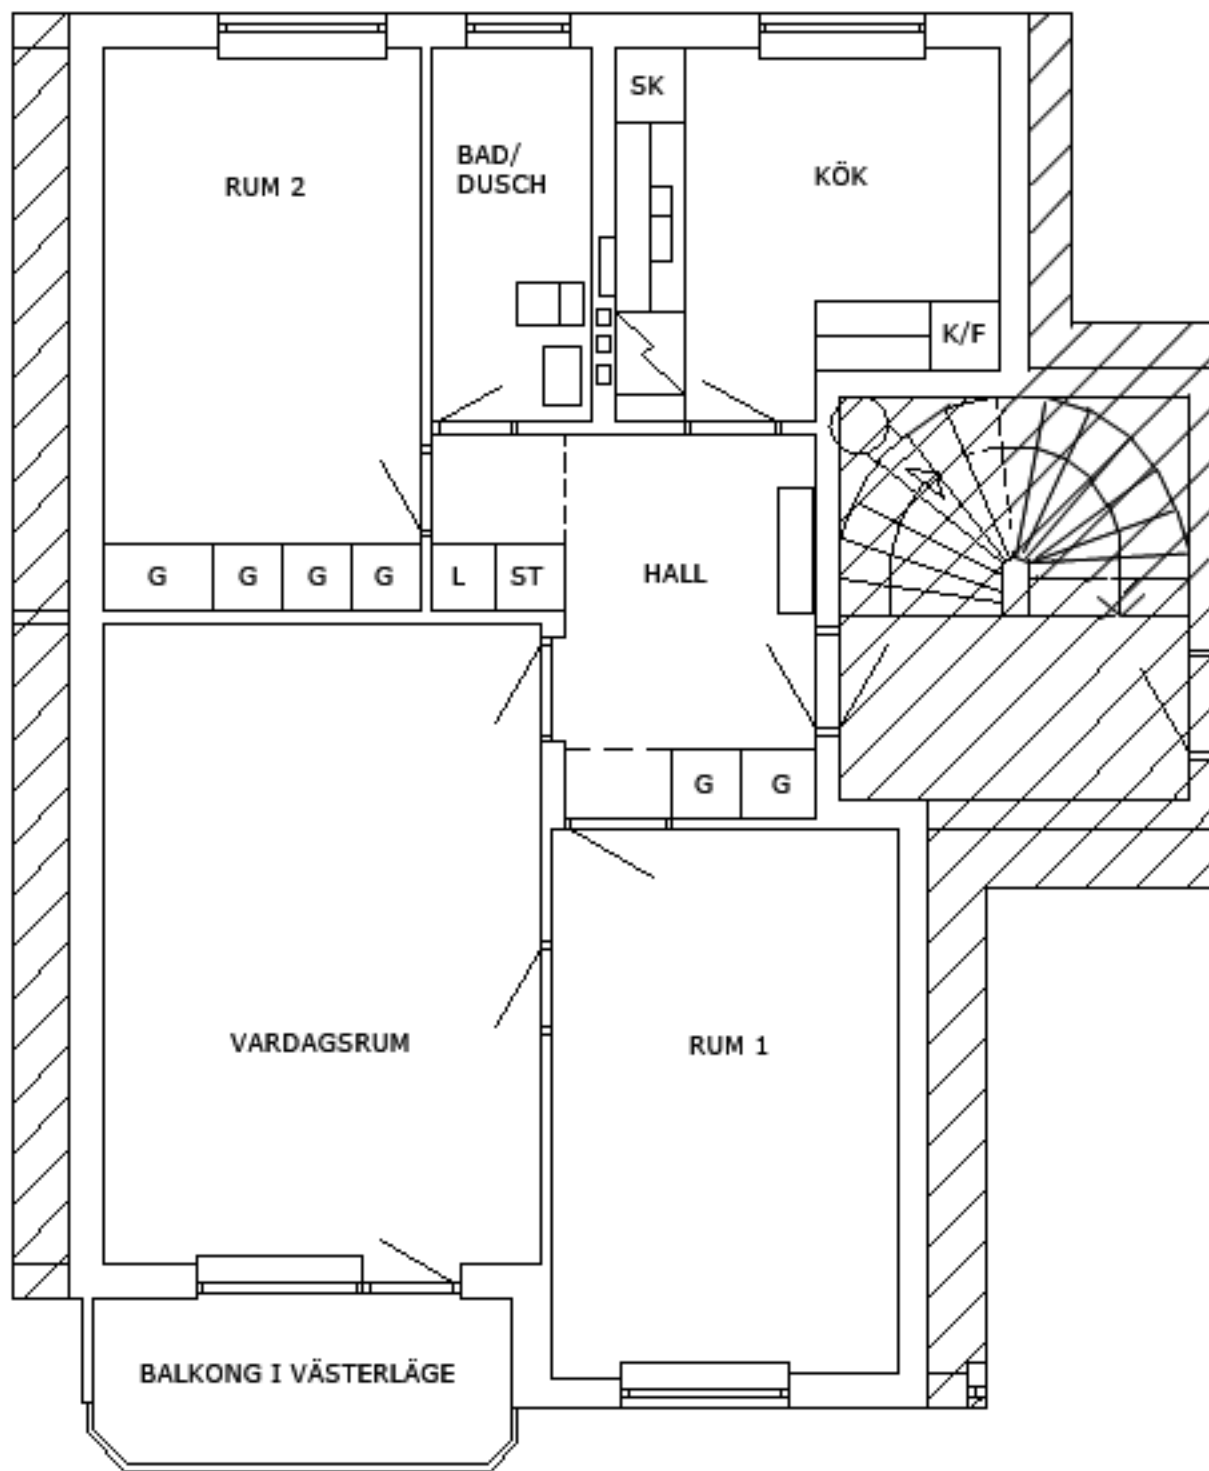 SK
BAD/
DUSCH
KÖK
RUM 2
K/F
G
G
G
G
L
ST
HALL
G
G
VARDAGSRUM
RUM 1
BALKONG I VÄSTERLÄGE